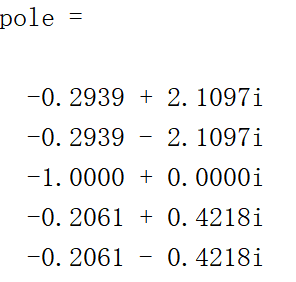 pole =
-0.2939 + 2.1097i
-0.2939 - 2.1097i
-1.0000 + 0.0000i
-0.2061 + 0.4218i
-0.2061 - 0.4218i